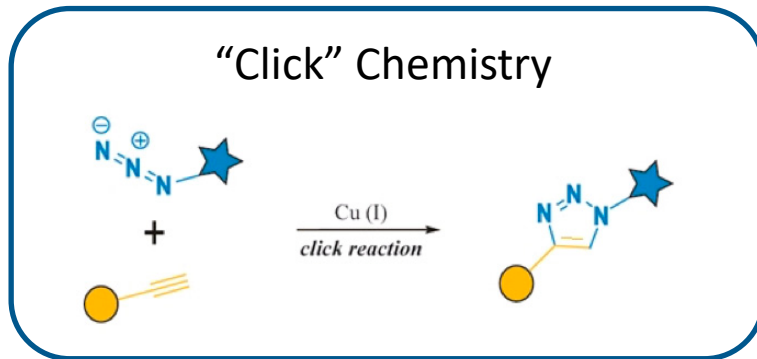 “Click” Chemistry
⊖
⊕
N
N
N
+
Cu (I)
click reaction
N
N
N